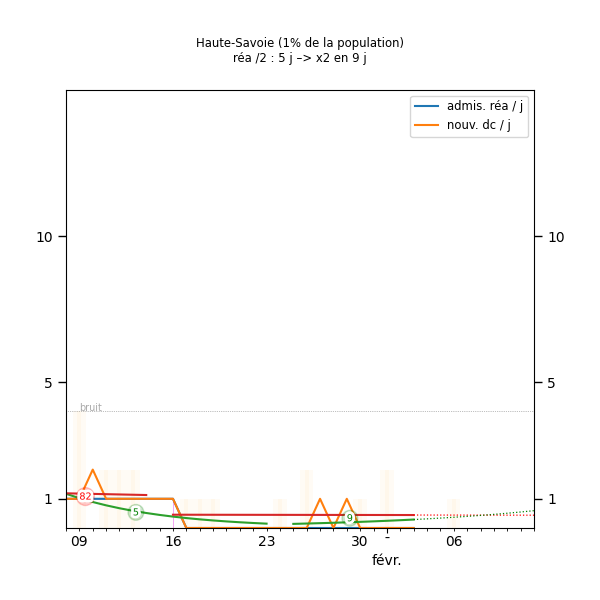 Haute-Savoie (1% de la population)
réa /2 : 5 j –> x2 en 9 j
admis. réa / j
nouv. dc / j
10
10
5
5
bruit
1
1
82
5
9
09
16
23
30
-
06
févr.